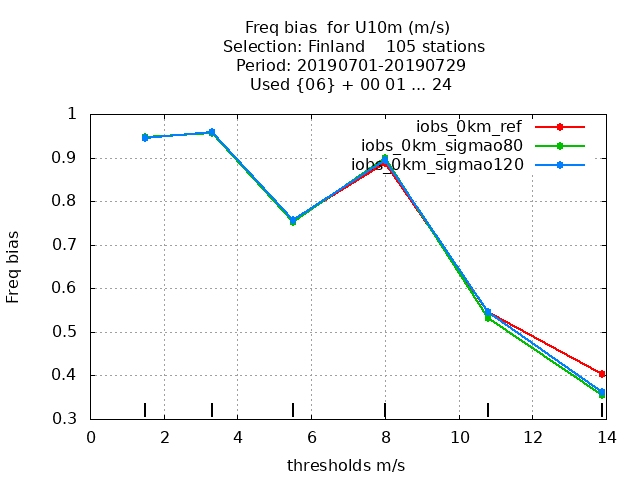 Freq bias  for U10m (m/s)
Selection: Finland    105 stations
Period: 20190701-20190729
Used {06} + 00 01 ... 24
iobs_0km_ref
iobs_0km_sigmao80
iobs_0km_sigmao120
1
0.9
0.8
0.7
0.6
0.5
0.4
0.3
Freq bias
0 2 4 6 8 10 12 14
thresholds m/s